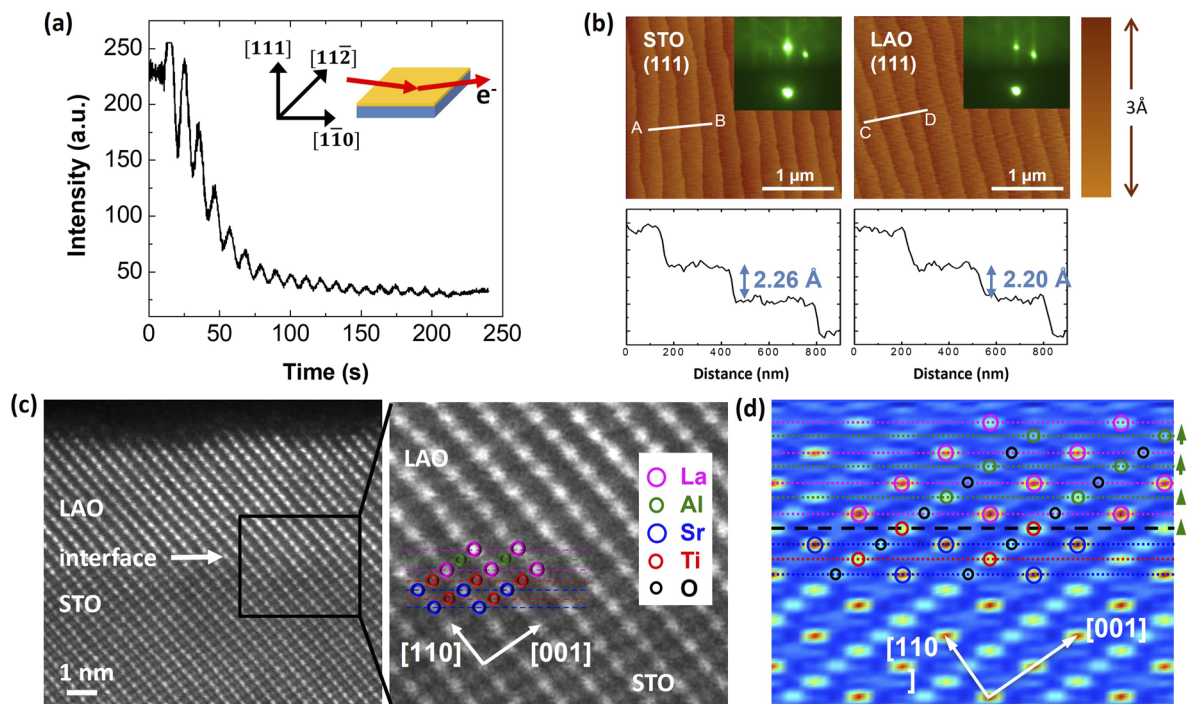 (a)
Intensity (a.u.)
250
200
150
100
50
0 50 100 150 200 250
Time (s)
[111]
[112̄]
[11̄0]
e⁻
(b)
STO
(111)
A
B
1 μm
LAO
(111)
C
D
1 μm
3Å
2.26 Å
0 200 400 600 800
Distance (nm)
2.20 Å
0 200 400 600 800
Distance (nm)
(c)
LAO
interface
STO
1 nm
LAO
La
Al
Sr
Ti
O
[110]
[001]
STO
(d)
[110
]
[001]